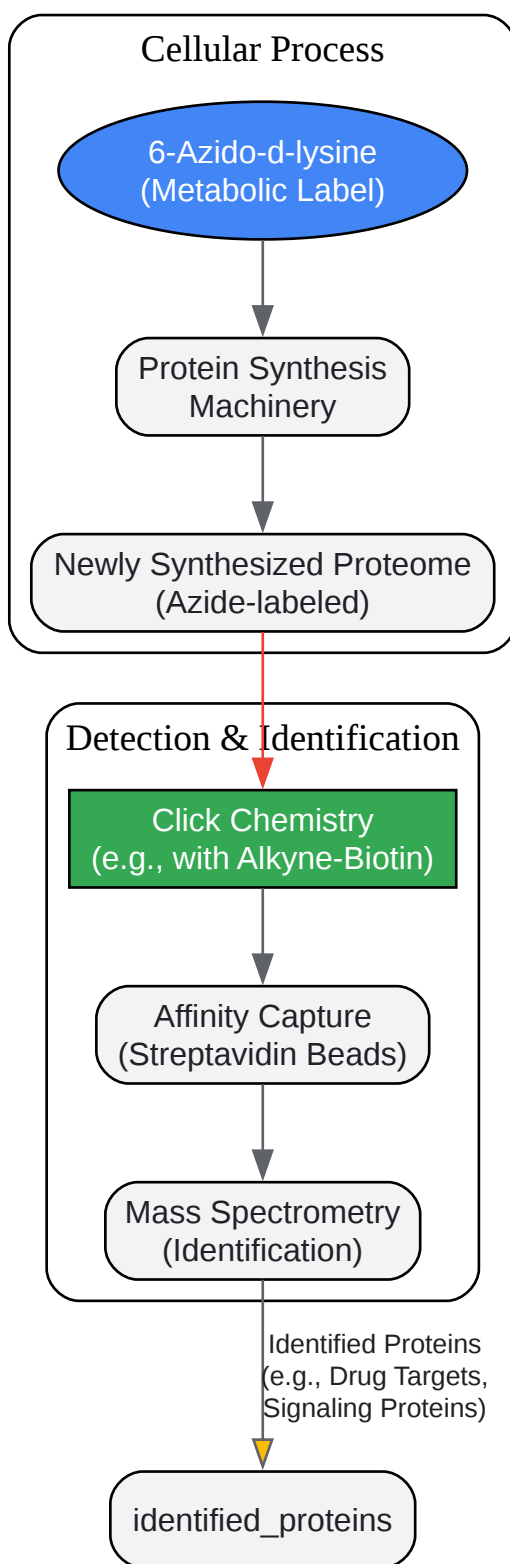 Cellular Process
6-Azido-d-lysine
(Metabolic Label)
Protein Synthesis
Machinery
Newly Synthesized Proteome
(Azide-labeled)
Detection & Identification
Click Chemistry
(e.g., with Alkyne-Biotin)
Affinity Capture
(Streptavidin Beads)
Mass Spectrometry
(Identification)
Identified Proteins
(e.g., Drug Targets,
Signaling Proteins)
identified_proteins